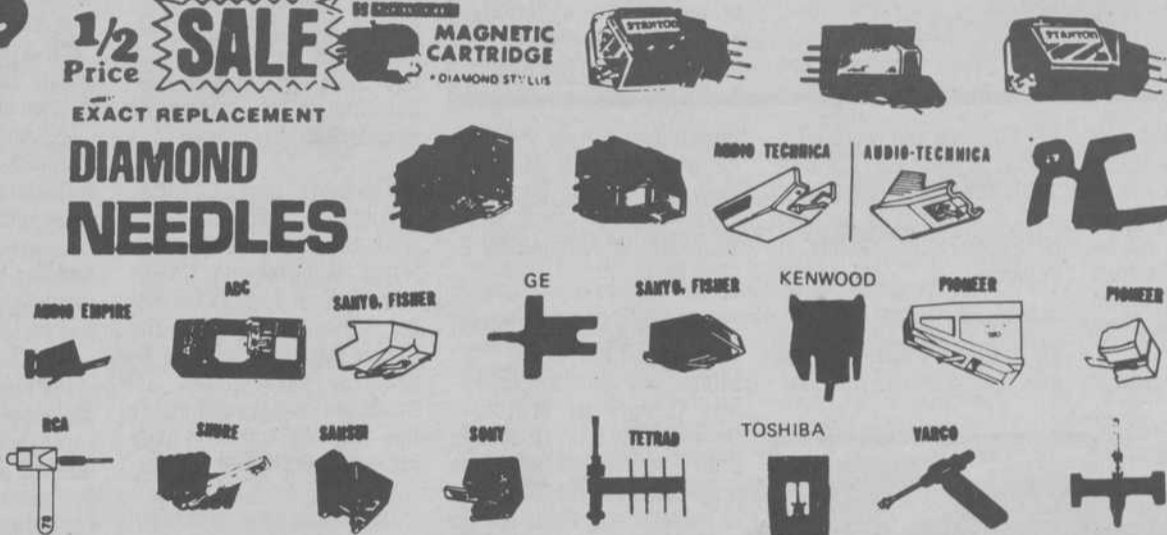 1/2
Price
SALE
MAGNETIC
CARTRIDGE
• DIAMOND STYLUS
STANTON
STANTON
EXACT REPLACEMENT
DIAMOND
NEEDLES
AUDIO TECHNICA
AUDIO-TECHNICA
AUDIO EMPIRE
ADC
SANYO, FISHER
GE
SANYO, FISHER
KENWOOD
PIONEER
PIONEER
RCA
78
SHURE
SANSUI
SONY
TETRAD
TOSHIBA
VARCO